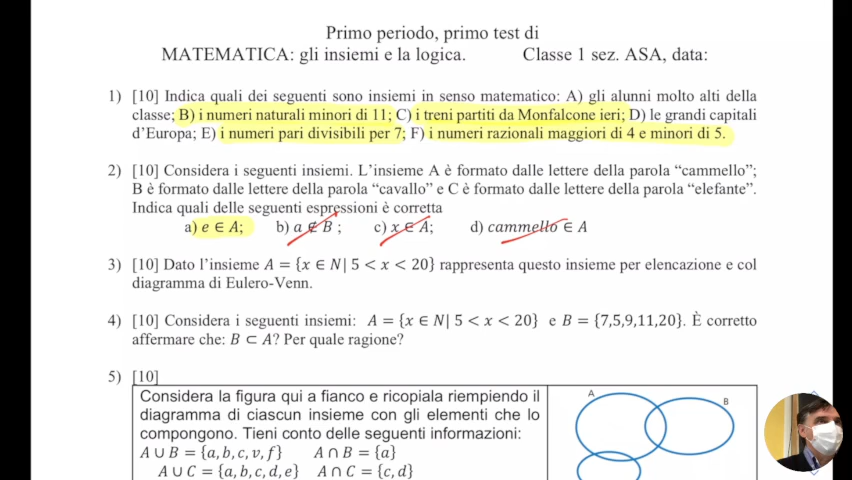 Primo periodo, primo test di
MATEMATICA: gli insiemi e la logica. Classe 1 sez. ASA, data:
1) [10] Indica quali dei seguenti sono insiemi in senso matematico: A) gli alunni molto alti della
classe; B) i numeri naturali minori di 11; C) i treni partiti da Monfalcone ieri; D) le grandi capitali
d’Europa; E) i numeri pari divisibili per 7; F) i numeri razionali maggiori di 4 e minori di 5.
2) [10] Considera i seguenti insiemi. L’insieme A è formato dalle lettere della parola “cammello”;
B è formato dalle lettere della parola “cavallo” e C è formato dalle lettere della parola “elefante”.
Indica quali delle seguenti espressioni è corretta
a) e ∈ A; b) a ∉ B ; c) x ∈ A; d) cammello ∈ A
3) [10] Dato l’insieme A = {x ∈ N| 5 < x < 20} rappresenta questo insieme per elencazione e col
diagramma di Eulero-Venn.
4) [10] Considera i seguenti insiemi: A = {x ∈ N| 5 < x < 20} e B = {7,5,9,11,20}. È corretto
affermare che: B ⊂ A? Per quale ragione?
5) [10]
Considera la figura qui a fianco e ricopiala riempiendo il
diagramma di ciascun insieme con gli elementi che lo
compongono. Tieni conto delle seguenti informazioni:
A ∪ B = {a, b, c, v, f} A ∩ B = {a}
A ∪ C = {a, b, c, d, e} A ∩ C = {c, d}
A
B